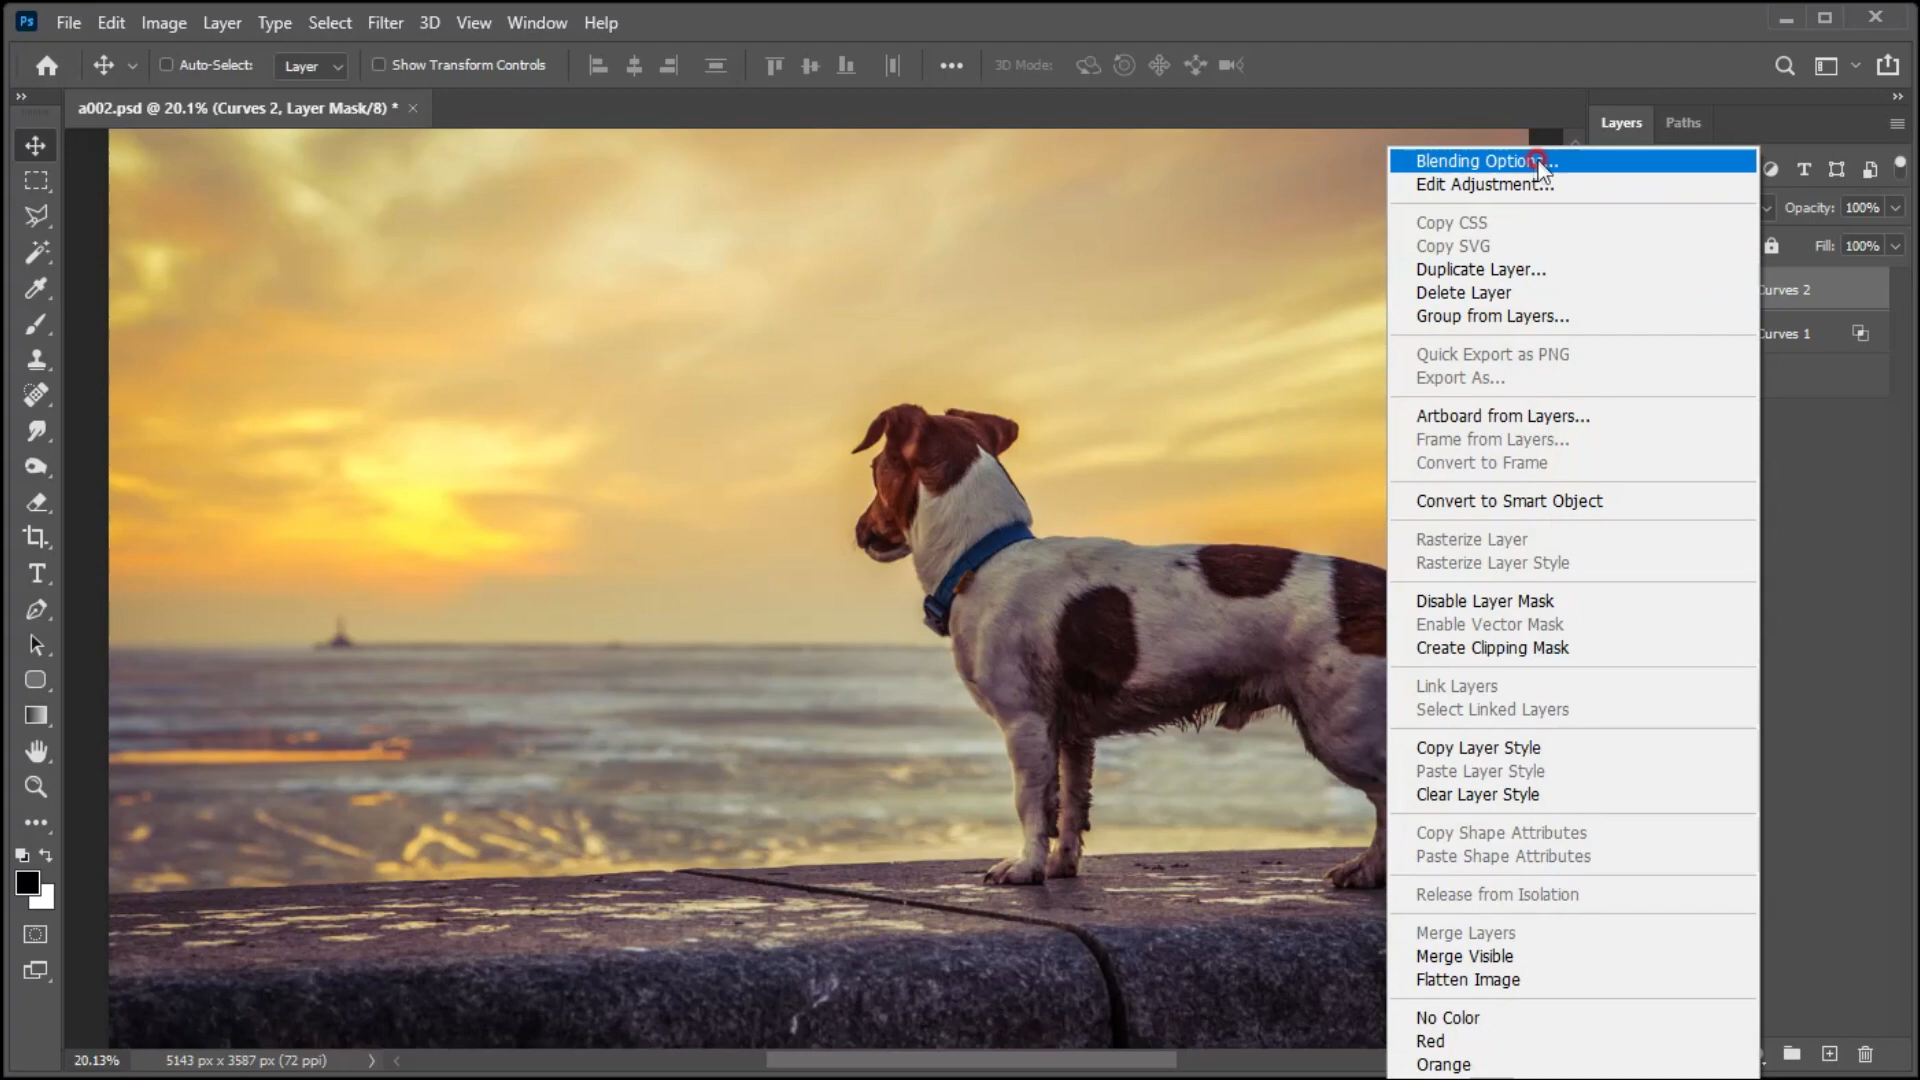 Ps File Edit Image Layer Type Select Filter 3D View Window Help
Auto-Select: Layer Show Transform Controls 3D Mode:
a002.psd @ 20.1% (Curves 2, Layer Mask/8) *
Layers Paths
Opacity: 100%
Fill: 100%
Curves 2
Curves 1
Blending Options...
Edit Adjustment...
Copy CSS
Copy SVG
Duplicate Layer...
Delete Layer
Group from Layers...
Quick Export as PNG
Export As...
Artboard from Layers...
Frame from Layers...
Convert to Frame
Convert to Smart Object
Rasterize Layer
Rasterize Layer Style
Disable Layer Mask
Enable Vector Mask
Create Clipping Mask
Link Layers
Select Linked Layers
Copy Layer Style
Paste Layer Style
Clear Layer Style
Copy Shape Attributes
Paste Shape Attributes
Release from Isolation
Merge Layers
Merge Visible
Flatten Image
No Color
Red
Orange
20.13% 5143 px x 3587 px (72 ppi)